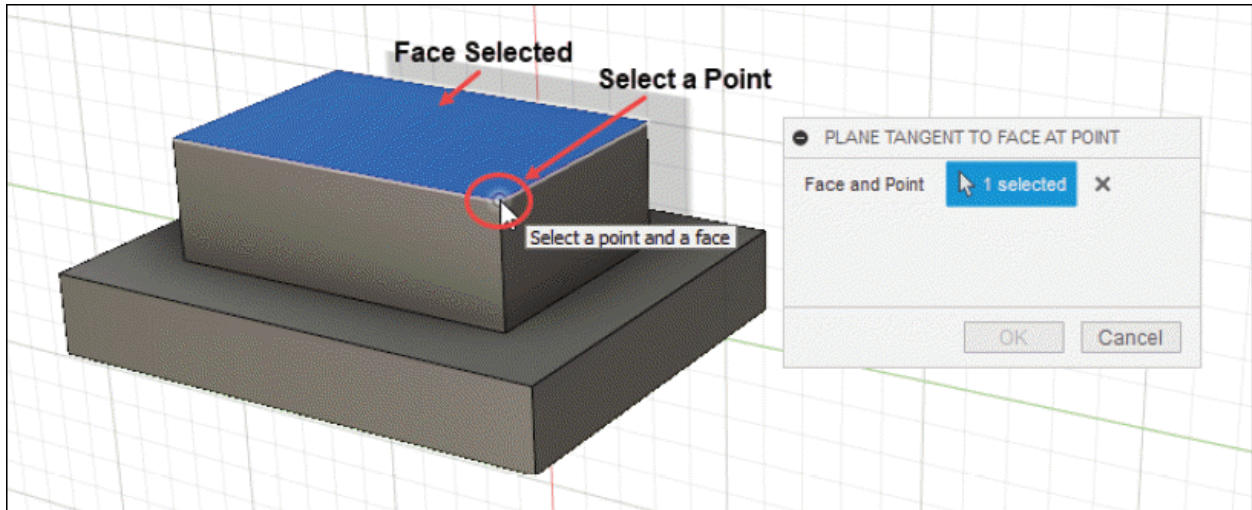 Face Selected
Select a Point
PLANE TANGENT TO FACE AT POINT
Face and Point 1 selected
Select a point and a face
OK Cancel